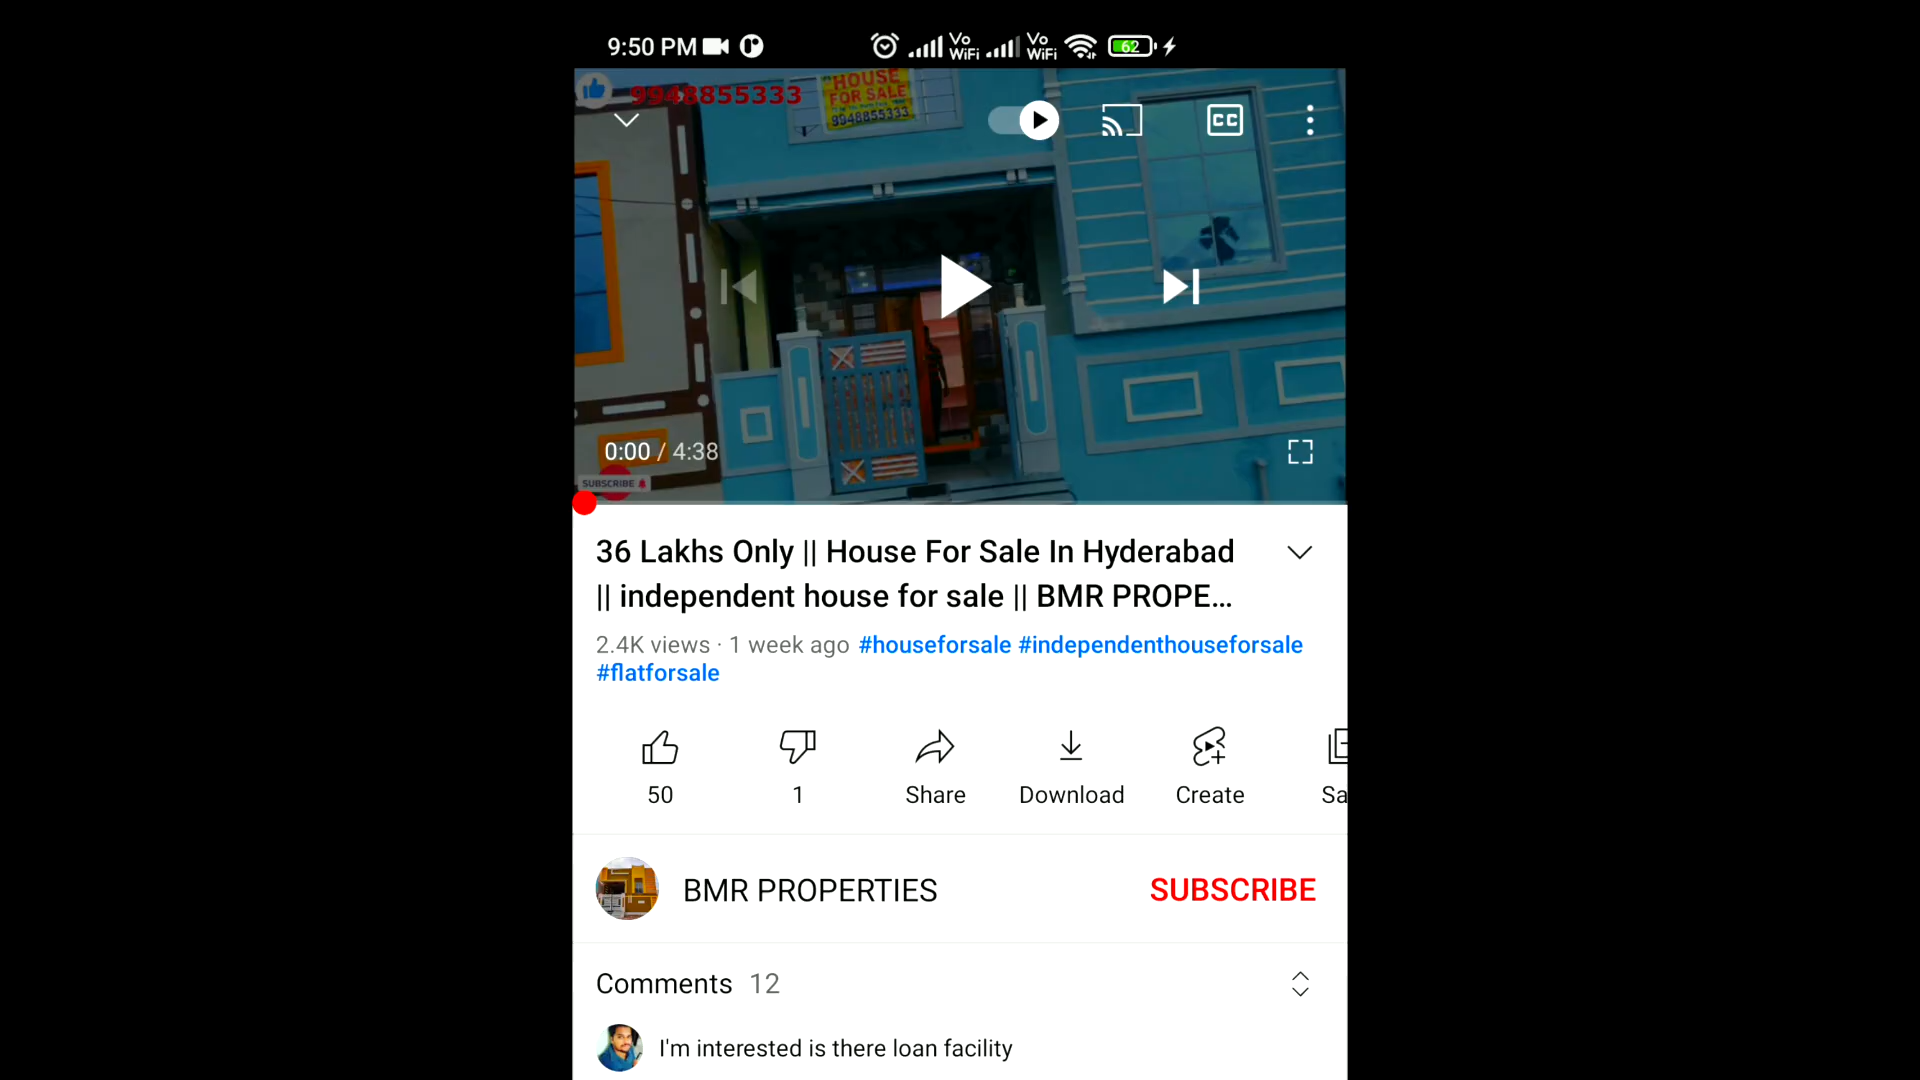 9:50 PM
Vo WiFi
Vo WiFi
62
9948855333
HOUSE
FOR SALE
9948855333
CC
0:00 / 4:38
SUBSCRIBE
36 Lakhs Only || House For Sale In Hyderabad
|| independent house for sale || BMR PROPE...
2.4K views · 1 week ago #houseforsale #independenthouseforsale
#flatforsale
50
1
Share
Download
Create
Sa
BMR PROPERTIES
SUBSCRIBE
Comments 12
I'm interested is there loan facility